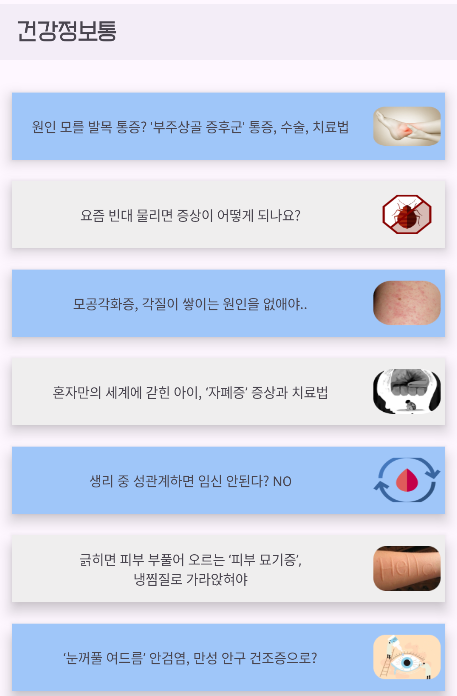 건강정보통
원인 모를 발목 통증? '부주상골 증후군' 통증, 수술, 치료법
요즘 빈대 물리면 증상이 어떻게 되나요?
모공각화증, 각질이 쌓이는 원인을 없애야..
혼자만의 세계에 갇힌 아이, ‘자폐증’ 증상과 치료법
생리 중 성관계하면 임신 안된다? NO
긁히면 피부 부풀어 오르는 ‘피부 묘기증’,
냉찜질로 가라앉혀야
‘눈꺼풀 여드름’ 안검염, 만성 안구 건조증으로?